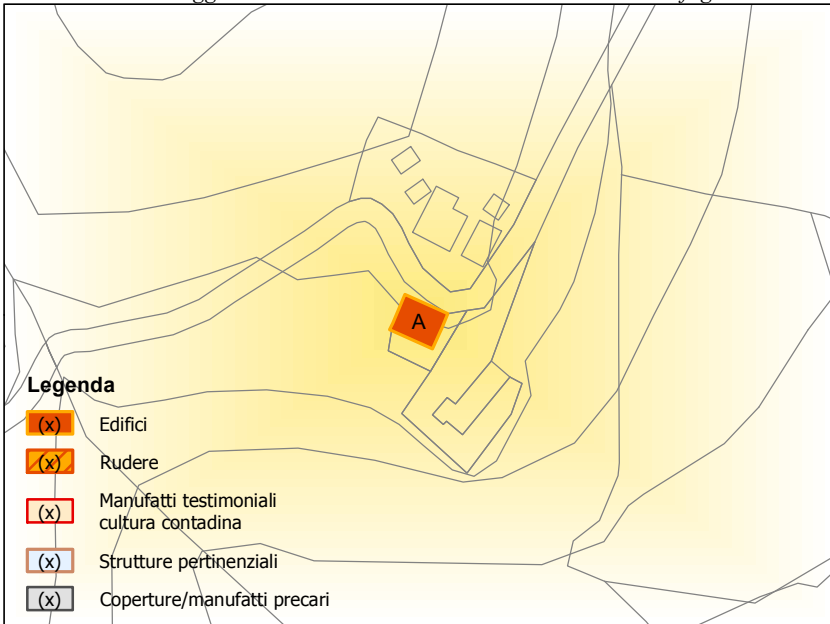 A
Legenda
(x) Edifici
(x) Rudere
(x) Manufatti testimoniali
cultura contadina
(x) Strutture pertinenziali
(x) Coperture/manufatti precari